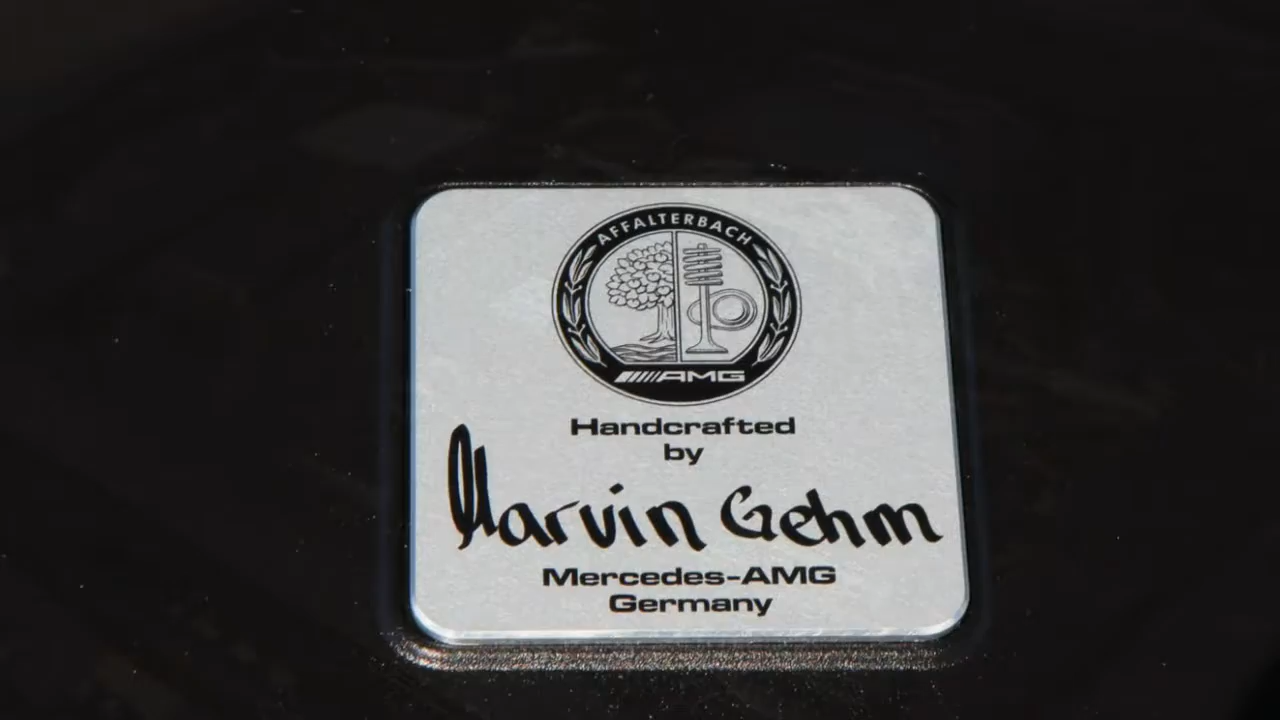 AFFALTERBACH
AMG
Handcrafted
by
Marvin Gehm
Mercedes-AMG
Germany